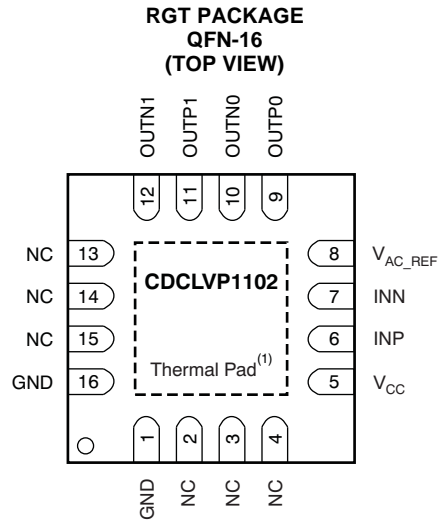 RGT PACKAGE
QFN-16
(TOP VIEW)
OUTN1
OUTP1
OUTN0
OUTP0
12
11
10
9
NC 13
NC 14
NC 15
GND 16
CDCLVP1102
Thermal Pad(1)
8 VAC_REF
7 INN
6 INP
5 VCC
1
2
3
4
GND
NC
NC
NC